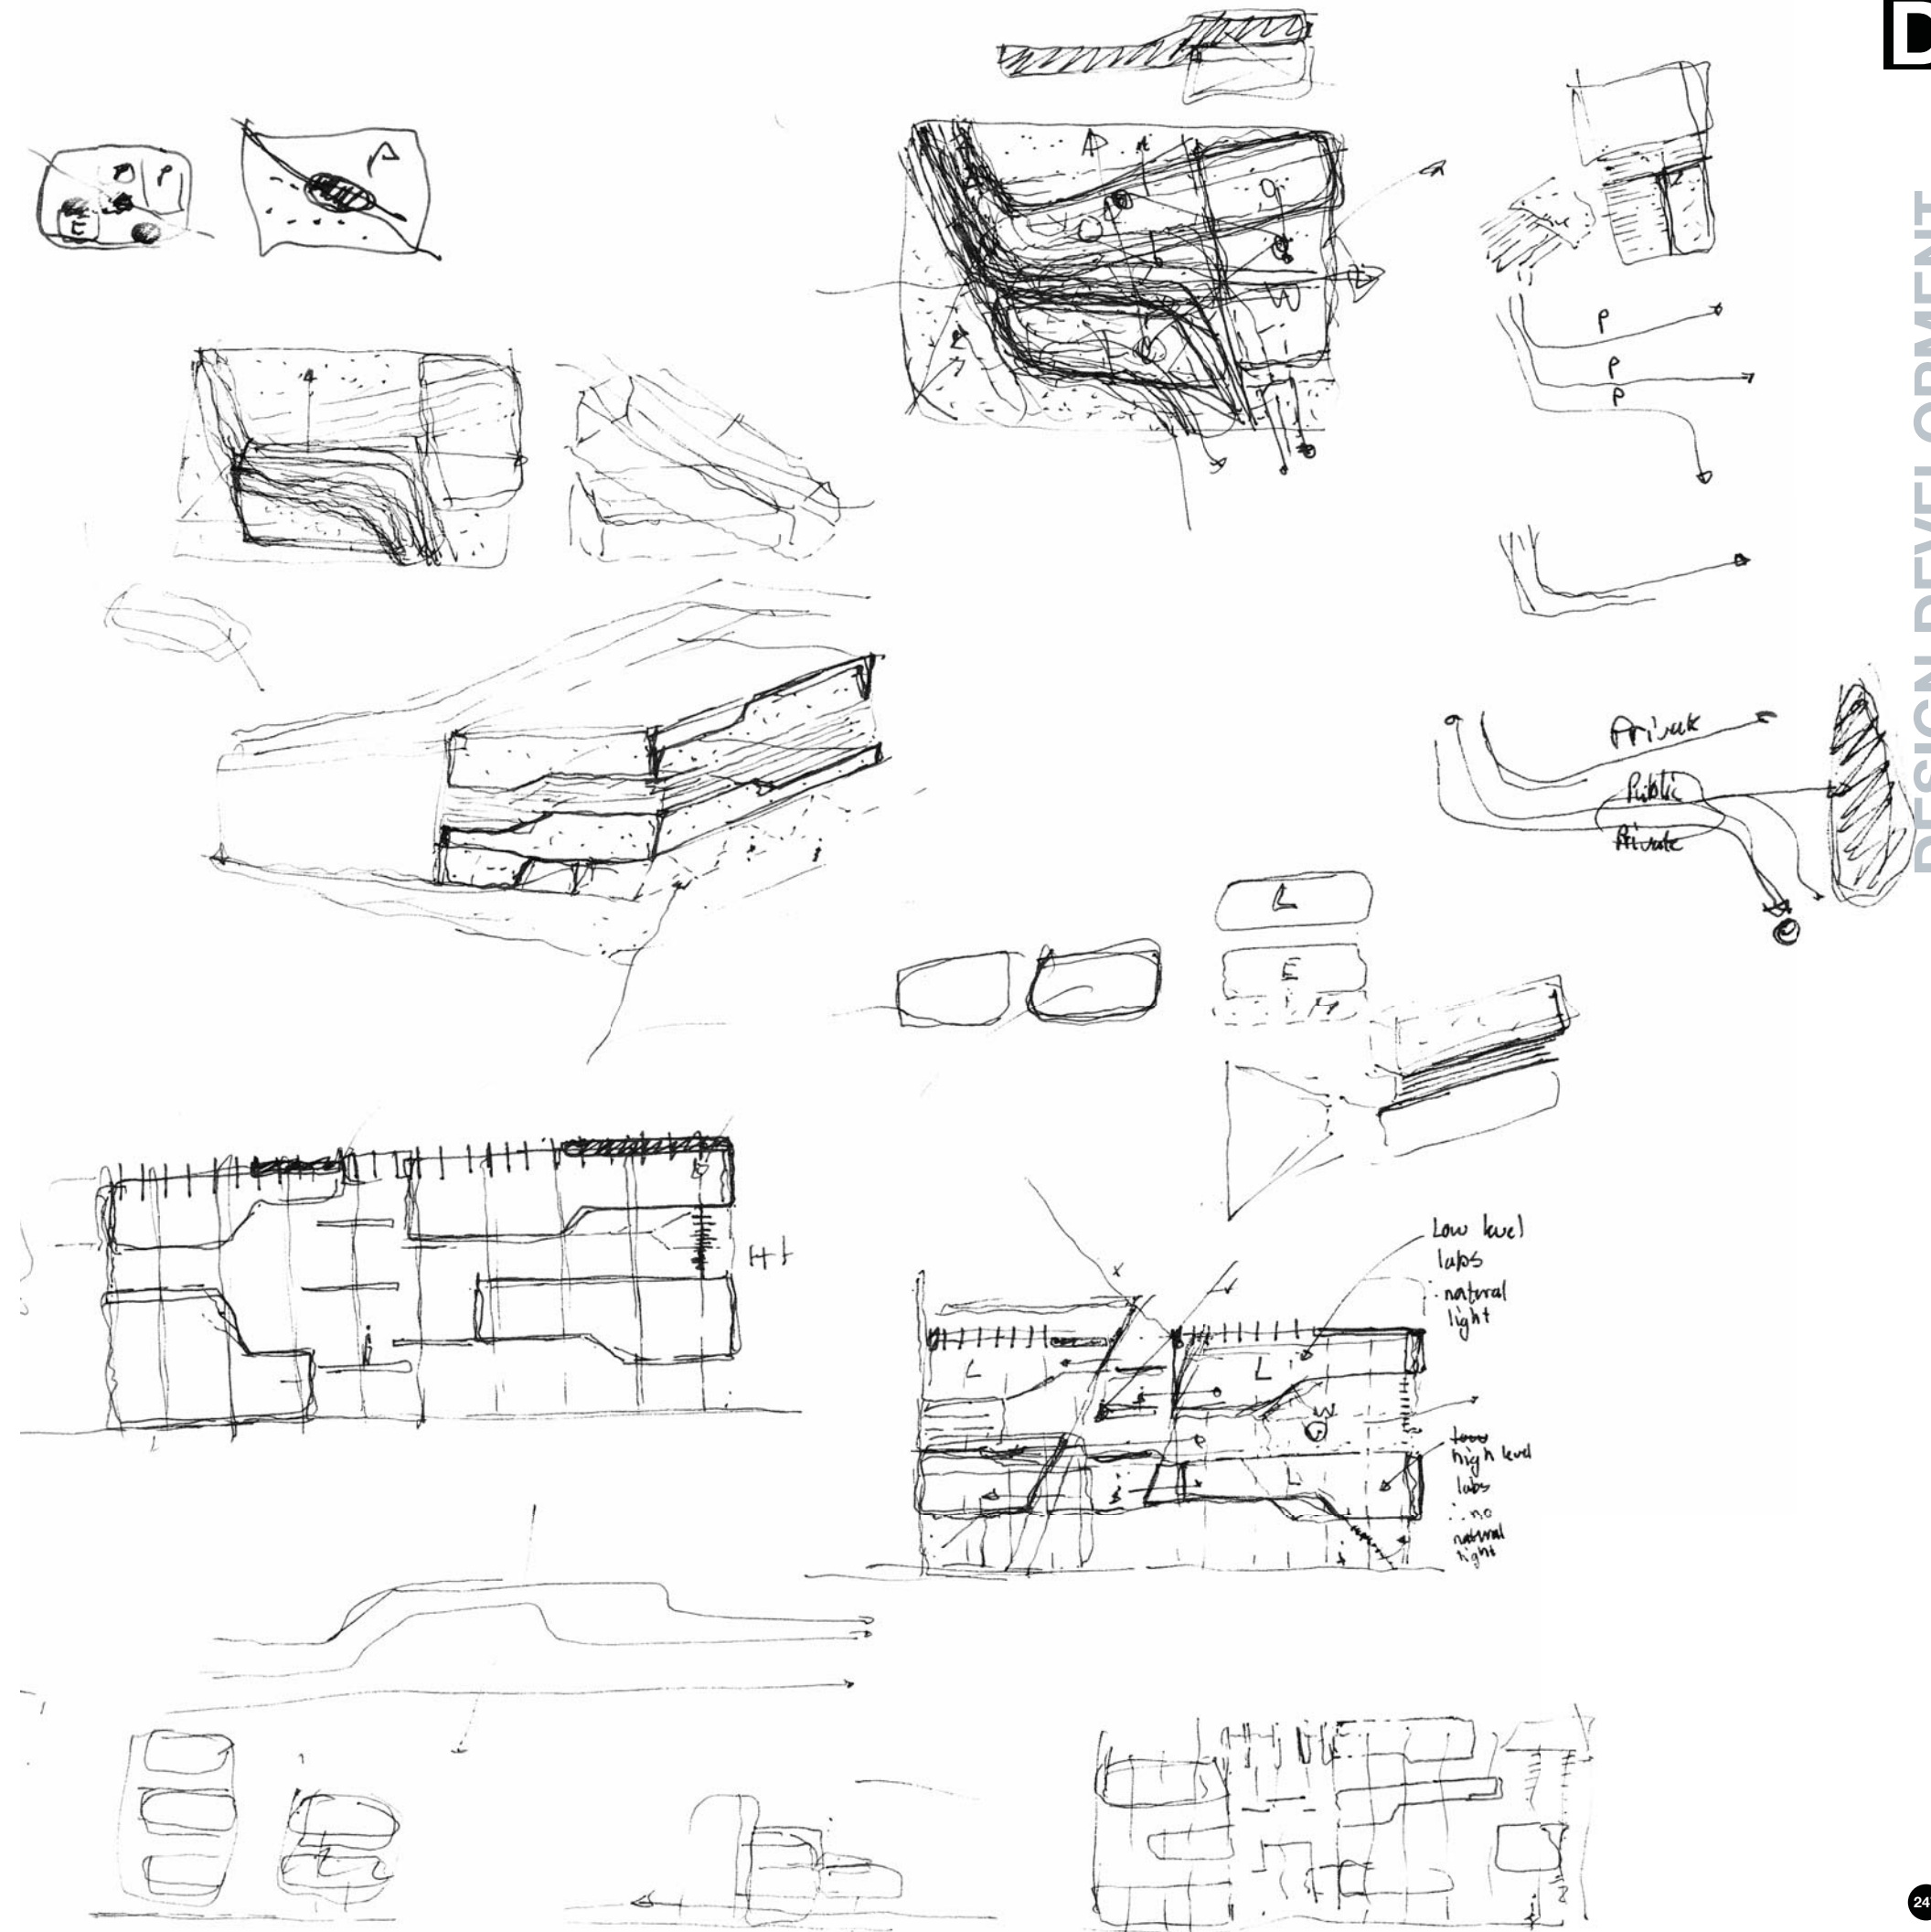 D
DESIGN DEVELOPMENT
P
E
P
P
P
Private
Public
Private
L
E
Low level
labs
∴ natural
light
L
L
W
L
high level
labs
∴ no
natural
light
24